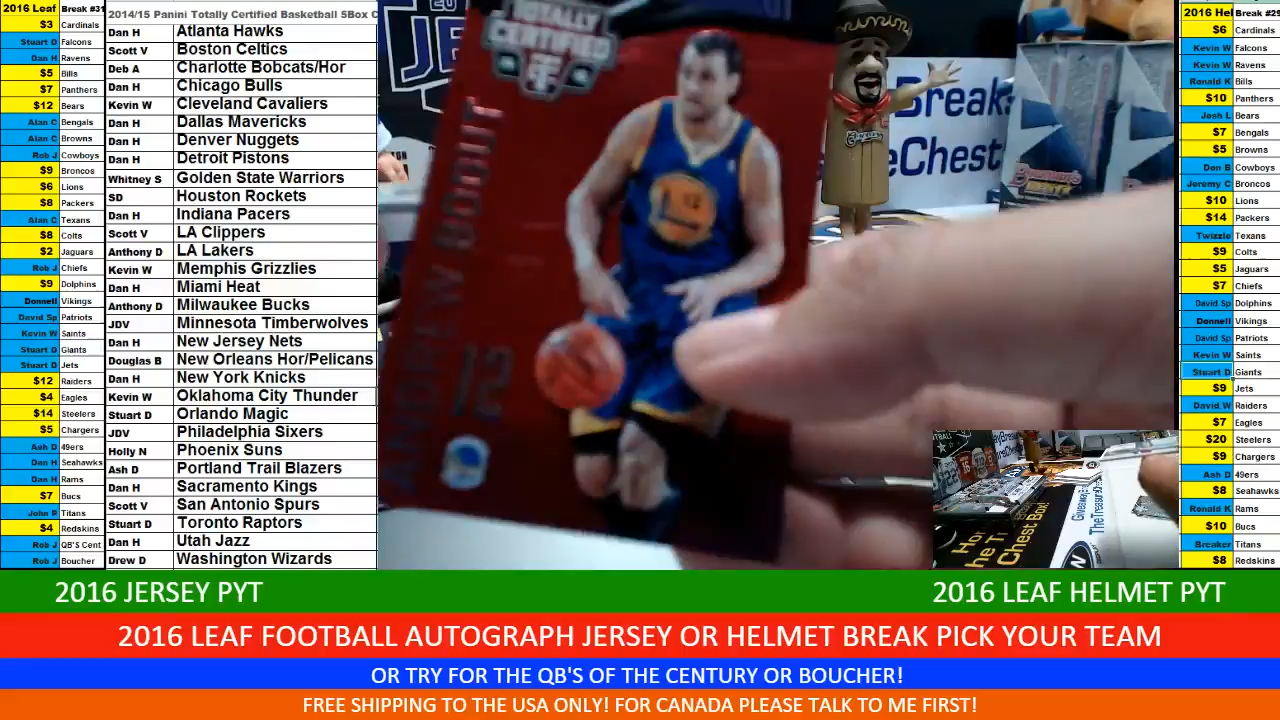 2016 Leaf Break #31
$3 Cardinals
Stuart D Falcons
Dan H Ravens
$5 Bills
$7 Panthers
$12 Bears
Alan C Bengals
Alan C Browns
Rob J Cowboys
$9 Broncos
$6 Lions
$8 Packers
Alan C Texans
$8 Colts
$2 Jaguars
Rob J Chiefs
$9 Dolphins
Donnell Vikings
David Sp Patriots
Kevin W Saints
Stuart D Giants
Stuart D Jets
$12 Raiders
$4 Eagles
$14 Steelers
$5 Chargers
Ash D 49ers
Dan H Seahawks
Dan H Rams
$7 Bucs
John P Titans
$4 Redskins
Rob J QB'S Cent
Rob J Boucher
2014/15 Panini Totally Certified Basketball 5Box C
Dan H Atlanta Hawks
Scott V Boston Celtics
Deb A Charlotte Bobcats/Hor
Dan H Chicago Bulls
Kevin W Cleveland Cavaliers
Dan H Dallas Mavericks
Dan H Denver Nuggets
Dan H Detroit Pistons
Whitney S Golden State Warriors
SD Houston Rockets
Dan H Indiana Pacers
Scott V LA Clippers
Anthony D LA Lakers
Kevin W Memphis Grizzlies
Dan H Miami Heat
Anthony D Milwaukee Bucks
JDV Minnesota Timberwolves
Dan H New Jersey Nets
Douglas B New Orleans Hor/Pelicans
Dan H New York Knicks
Kevin W Oklahoma City Thunder
Stuart D Orlando Magic
JDV Philadelphia Sixers
Holly N Phoenix Suns
Ash D Portland Trail Blazers
Dan H Sacramento Kings
Scott V San Antonio Spurs
Stuart D Toronto Raptors
Dan H Utah Jazz
Drew D Washington Wizards
TOTALLY
CERTIFIED
ANDREW BOGUT
12
Breaks
eChest
2016 Hel Break #29
$6 Cardinals
Kevin W Falcons
Kevin W Ravens
Ronald K Bills
$10 Panthers
Josh L Bears
$7 Bengals
$5 Browns
Don B Cowboys
Jeremy C Broncos
$10 Lions
$14 Packers
Twizzle Texans
$9 Colts
$5 Jaguars
$7 Chiefs
David Sp Dolphins
Donnell Vikings
David Sp Patriots
Kevin W Saints
Stuart D Giants
$9 Jets
David W Raiders
$7 Eagles
$20 Steelers
$9 Chargers
Ash D 49ers
$8 Seahawks
Ronald K Rams
$10 Bucs
Breaker Titans
$8 Redskins
2016 JERSEY PYT
2016 LEAF HELMET PYT
2016 LEAF FOOTBALL AUTOGRAPH JERSEY OR HELMET BREAK PICK YOUR TEAM
OR TRY FOR THE QB'S OF THE CENTURY OR BOUCHER!
FREE SHIPPING TO THE USA ONLY! FOR CANADA PLEASE TALK TO ME FIRST!